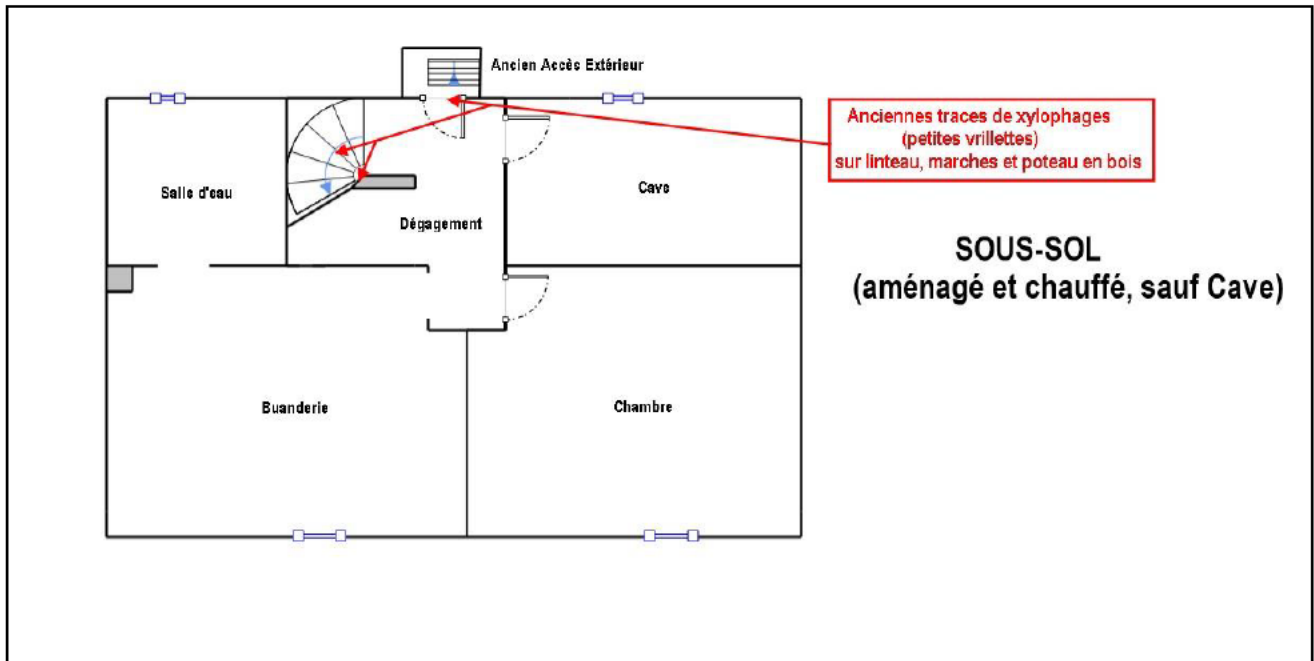 Ancien Accès Extérieur
Anciennes traces de xylophages
(petites vrillettes)
sur linteau, marches et poteau en bois
Salle d'eau
Cave
Dégagement
SOUS-SOL
(aménagé et chauffé, sauf Cave)
Buanderie
Chambre